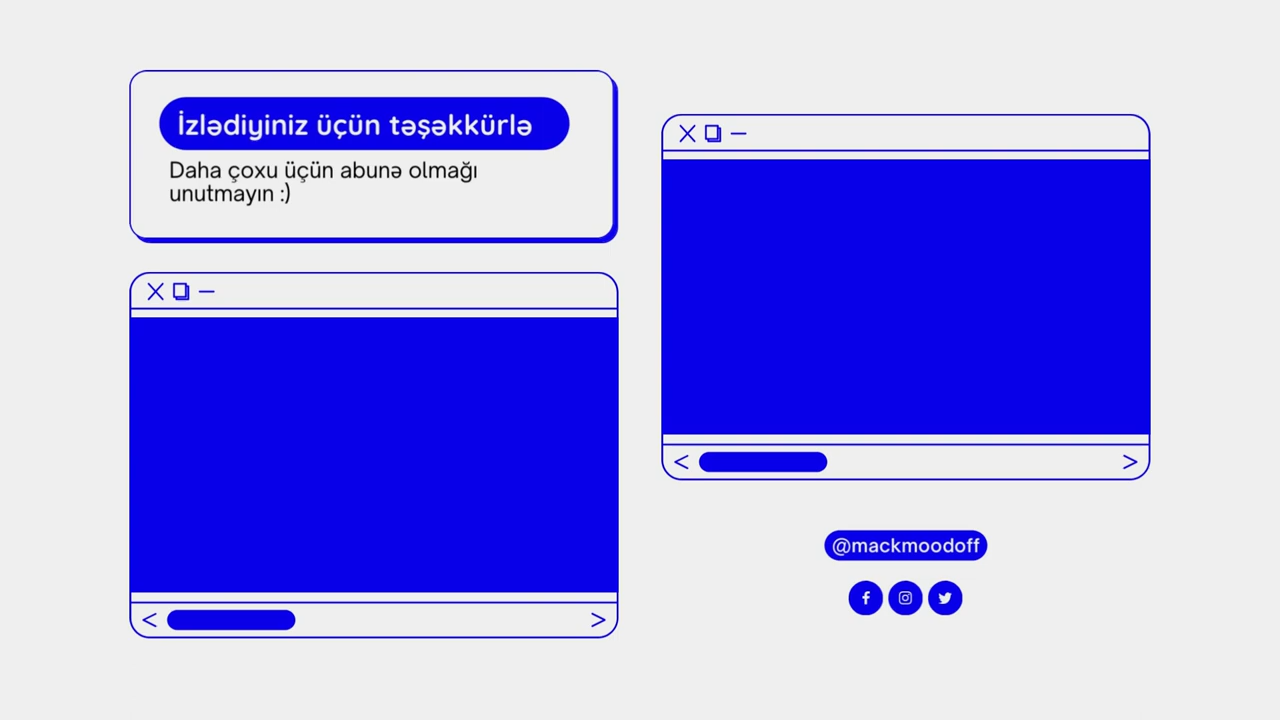 İzlədiyiniz üçün təşəkkürlə
Daha çoxu üçün abunə olmağı
unutmayın :)
@mackmoodoff